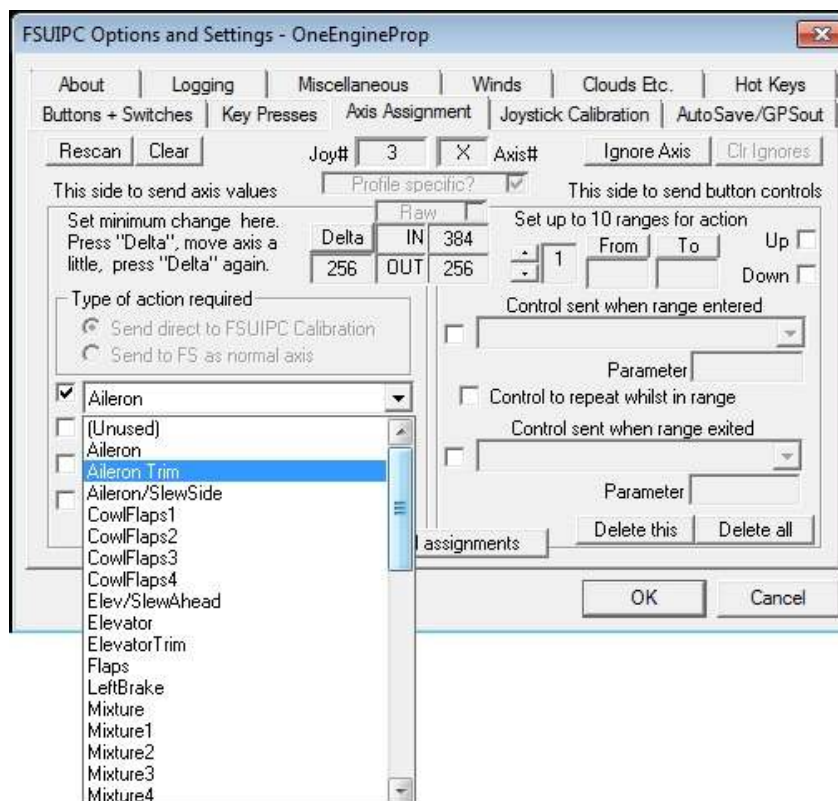 FSUIPC Options and Settings - OneEngineProp
About Logging Miscellaneous Winds Clouds Etc. Hot Keys
Buttons + Switches Key Presses Axis Assignment Joystick Calibration AutoSave/GPSout
Rescan Clear Joy# 3 X Axis# Ignore Axis Clr Ignores
This side to send axis values Profile specific? This side to send button controls
Set minimum change here.
Press "Delta", move axis a
little, press "Delta" again.
Raw
Delta IN 384
256 OUT 256
Set up to 10 ranges for action
1 From To Up
Down
Type of action required
Send direct to FSUIPC Calibration
Send to FS as normal axis
Control sent when range entered
Parameter
Control to repeat whilst in range
Control sent when range exited
Parameter
Delete this Delete all
Aileron
(Unused)
Aileron
Aileron Trim
Aileron/SlewSide
CowlFlaps1
CowlFlaps2
CowlFlaps3
CowlFlaps4
Elev/SlewAhead
Elevator
ElevatorTrim
Flaps
LeftBrake
Mixture
Mixture1
Mixture2
Mixture3
Mixture4
assignments
OK Cancel